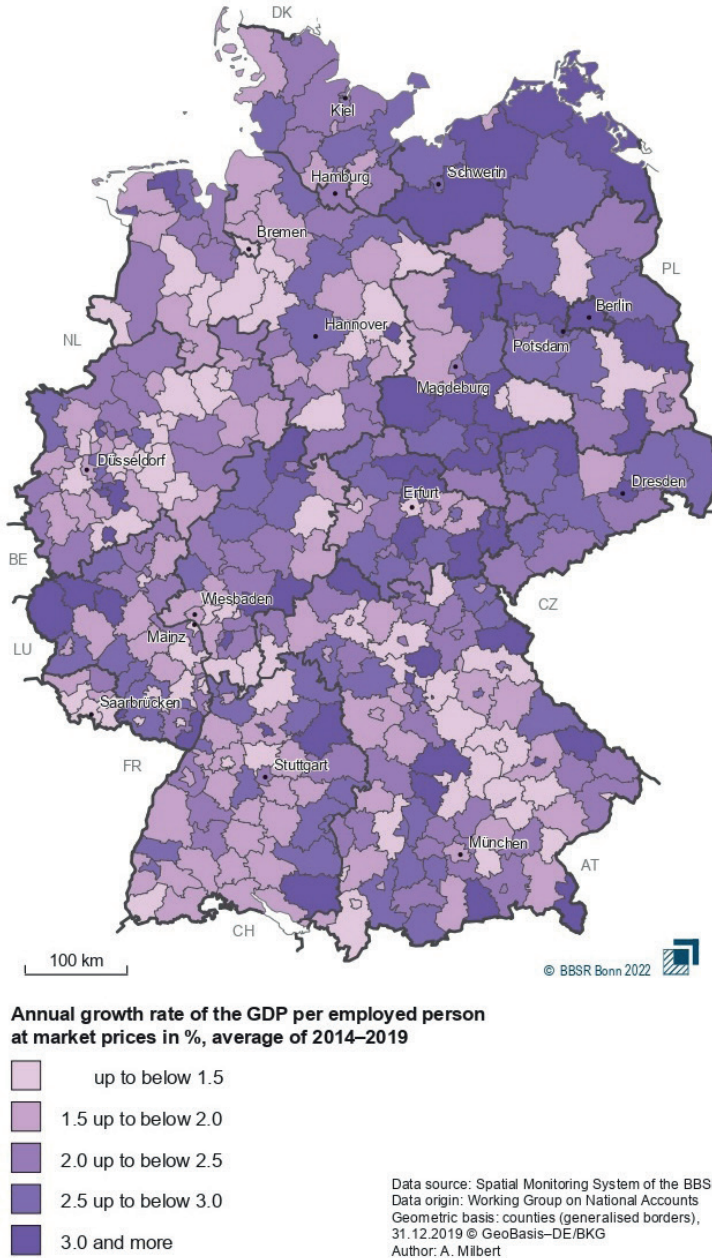 DK
Kiel
Schwerin
Hamburg
Bremen
PL
Berlin
Hannover
NL
Potsdam
Magdeburg
Düsseldorf
Dresden
Erfurt
BE
Wiesbaden
CZ
Mainz
LU
Saarbrücken
FR
Stuttgart
München
AT
CH
100 km
© BBSR Bonn 2022
Annual growth rate of the GDP per employed person
at market prices in %, average of 2014–2019
up to below 1.5
1.5 up to below 2.0
2.0 up to below 2.5
2.5 up to below 3.0
3.0 and more
Data source: Spatial Monitoring System of the BBS
Data origin: Working Group on National Accounts
Geometric basis: counties (generalised borders),
31.12.2019 © GeoBasis–DE/BKG
Author: A. Milbert